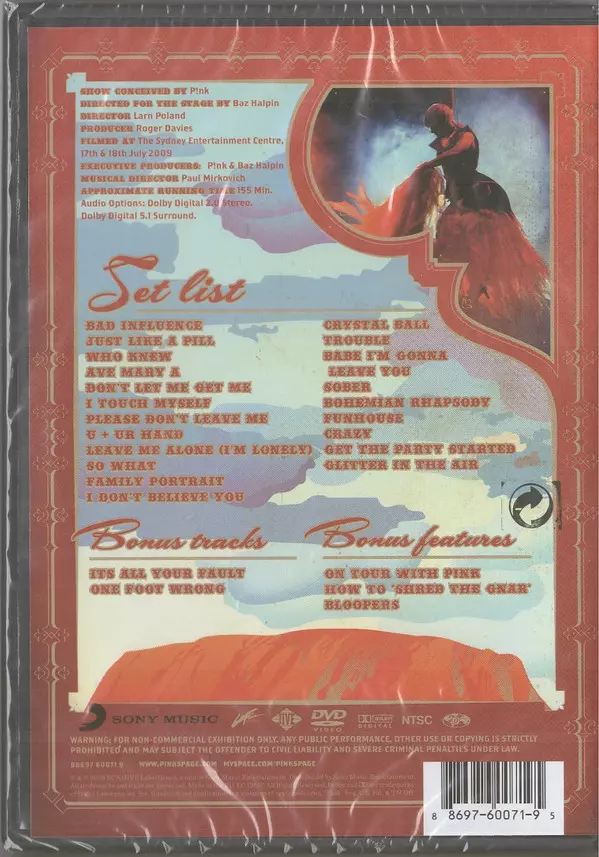 SHOW CONCEIVED BY P!nk
DIRECTED FOR THE STAGE BY Baz Halpin
DIRECTOR Larn Poland
PRODUCER Roger Davies
FILMED AT The Sydney Entertainment Centre,
17th & 18th July 2009
EXECUTIVE PRODUCERS: P!nk & Baz Halpin
MUSICAL DIRECTOR Paul Mirkovich
APPROXIMATE RUNNING TIME 155 Min.
Audio Options: Dolby Digital 2.0 Stereo.
Dolby Digital 5.1 Surround.
Set list
BAD INFLUENCE
JUST LIKE A PILL
WHO KNEW
AVE MARY A
DON'T LET ME GET ME
I TOUCH MYSELF
PLEASE DON'T LEAVE ME
U + UR HAND
LEAVE ME ALONE (I'M LONELY)
SO WHAT
FAMILY PORTRAIT
I DON'T BELIEVE YOU
CRYSTAL BALL
TROUBLE
BABE I'M GONNA
LEAVE YOU
SOBER
BOHEMIAN RHAPSODY
FUNHOUSE
CRAZY
GET THE PARTY STARTED
GLITTER IN THE AIR
Bonus tracks
ITS ALL YOUR FAULT
ONE FOOT WRONG
Bonus features
ON TOUR WITH P!NK
HOW TO 'SHRED THE GNAR'
BLOOPERS
SONY MUSIC
DVD VIDEO
DOLBY DIGITAL
NTSC
WARNING: FOR NON-COMMERCIAL EXHIBITION ONLY. ANY PUBLIC PERFORMANCE, OTHER USE OR COPYING IS STRICTLY
PROHIBITED AND MAY SUBJECT THE OFFENDER TO CIVIL LIABILITY AND SEVERE CRIMINAL PENALTIES UNDER LAW.
88697 60071 9 WWW.PINKSPAGE.COM MYSPACE.COM/PINKSPAGE
8 8697-60071-9 5